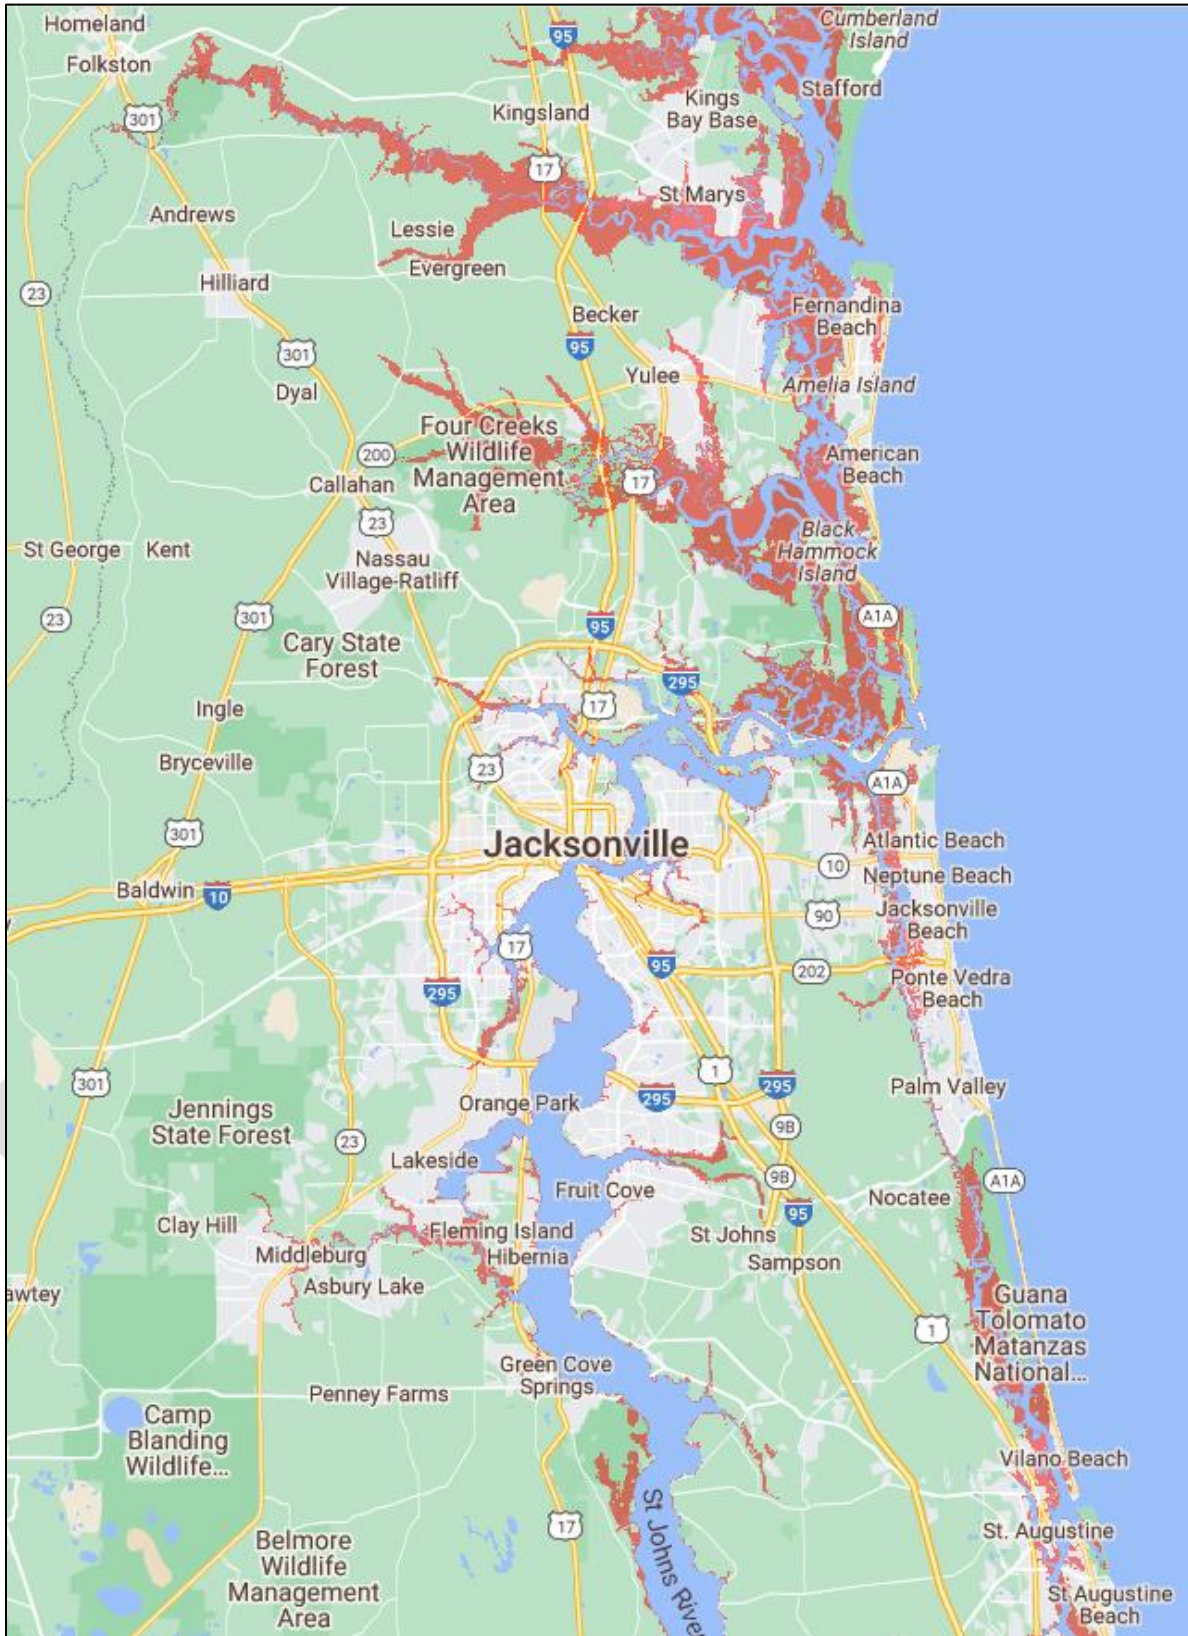 Homeland
Cumberland
Island
95
Folkston
Stafford
Kings
Bay Base
Kingsland
301
17
St Marys
Andrews
Lessie
Evergreen
Hilliard
23
Fernandina
Beach
Becker
95
301
Yulee
Amelia Island
Dyal
Four Creeks
Wildlife
Management
Area
200
American
Beach
Callahan
17
23
Black
Hammock
Island
St George
Kent
Nassau
Village-Ratliff
23
301
95
A1A
Cary State
Forest
295
Ingle
17
Bryceville
23
A1A
301
Jacksonville
Atlantic Beach
10
Neptune Beach
Baldwin
10
90
Jacksonville
Beach
17
95
202
Ponte Vedra
Beach
295
301
1
295
Palm Valley
295
Orange Park
Jennings
State Forest
9B
23
Lakeside
9B
A1A
Fruit Cove
Nocatee
95
Clay Hill
Fleming Island
St Johns
Middleburg
Hibernia
Sampson
Asbury Lake
awtey
Guana
Tolomato
Matanzas
National...
1
Green Cove
Springs
Penney Farms
Camp
Blanding
Wildlife...
Vilano Beach
St Johns River
17
St. Augustine
Belmore
Wildlife
Management
Area
St Augustine
Beach